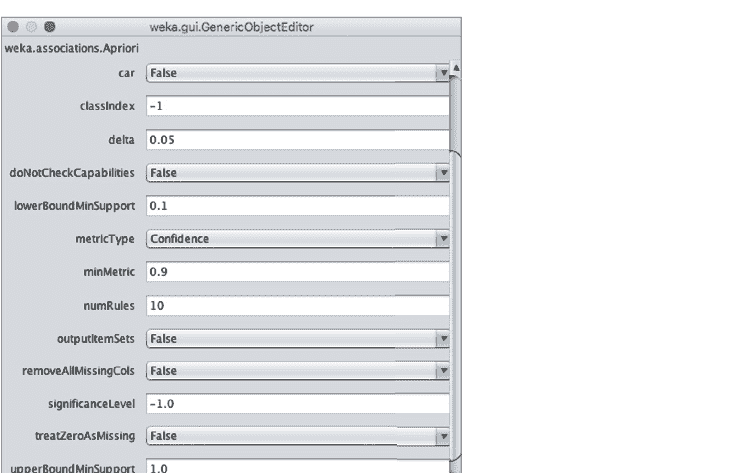 weka.gui.GenericObjectEditor
weka.associations.Apriori
car False
classIndex -1
delta 0.05
doNotCheckCapabilities False
lowerBoundMinSupport 0.1
metricType Confidence
minMetric 0.9
numRules 10
outputItemSets False
removeAllMissingCols False
significanceLevel -1.0
treatZeroAsMissing False
upperBoundMinSupport 1.0